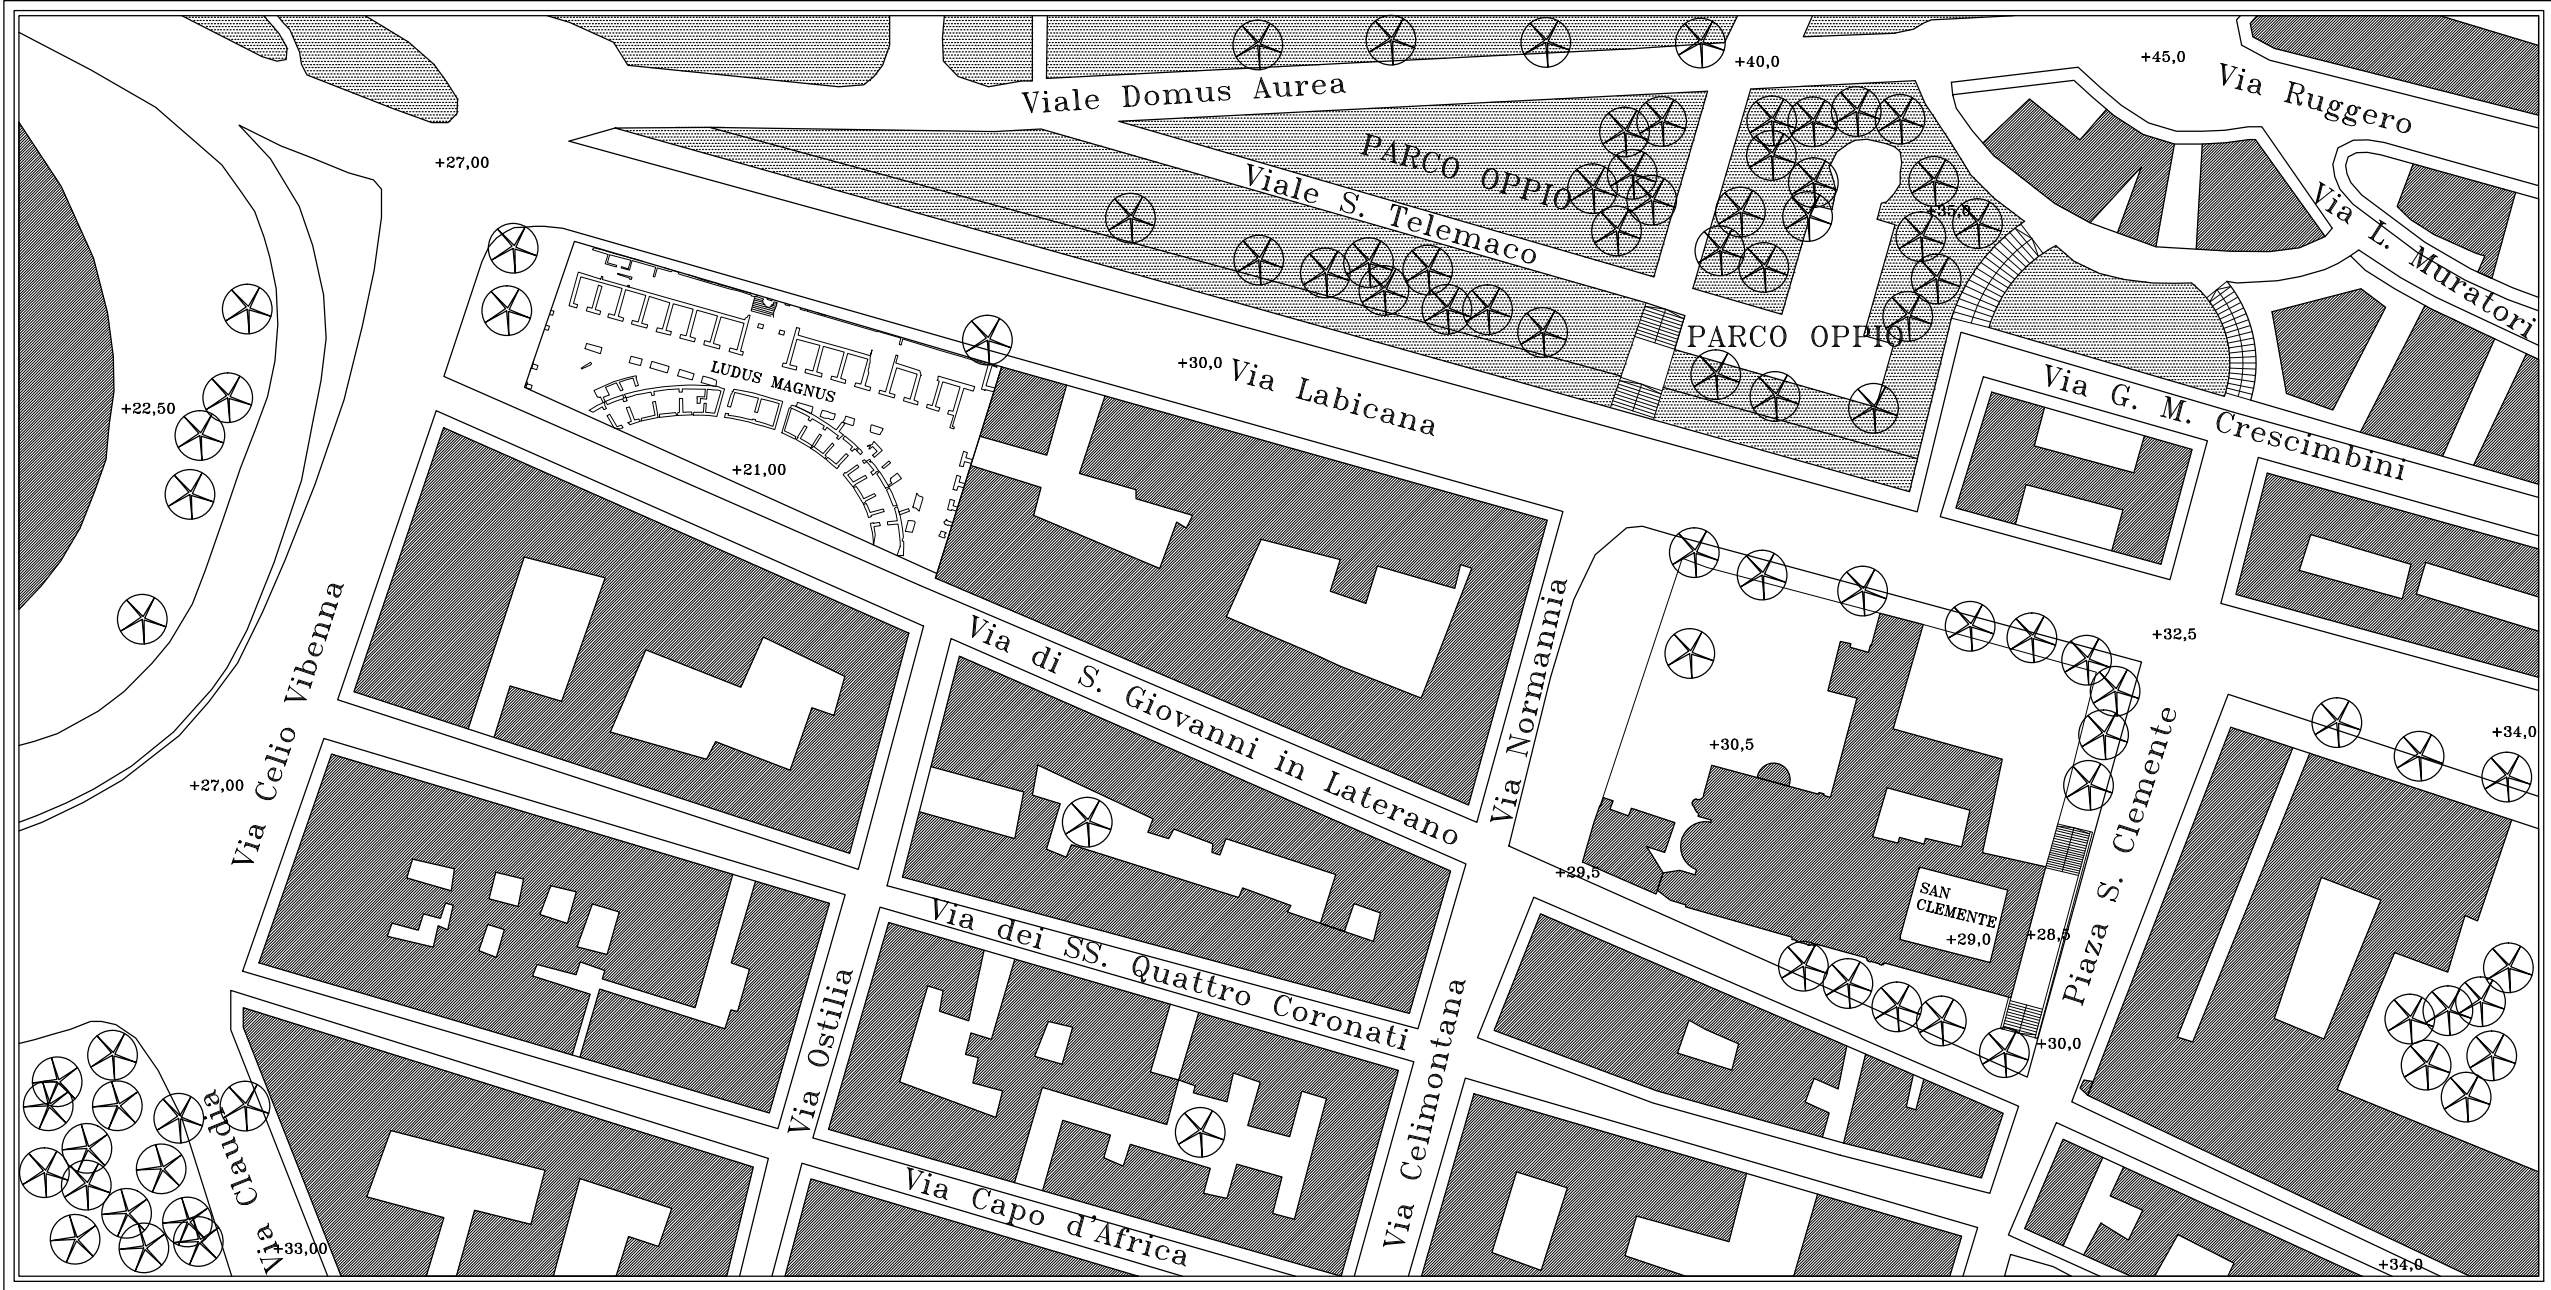 +40,0
+45,0
Via Ruggero
Viale Domus Aurea
+27,00
PARCO OPPIO
Viale S. Telemaco
+35,0
Via L. Muratori
PARCO OPPIO
+30,0
Via Labicana
LUDUS MAGNUS
+22,50
+21,00
Via G. M. Crescimbini
Via Celio Vibenna
Via di S. Giovanni in Laterano
Via Normannia
+32,5
+34,0
+30,5
+27,00
Piaza S. Clemente
+29,5
SAN
CLEMENTE
+29,0
+28,5
Via dei SS. Quattro Coronati
Via Ostilia
Via Celimontana
+30,0
Via Claudia
Via Capo d'Africa
+33,00
+34,0